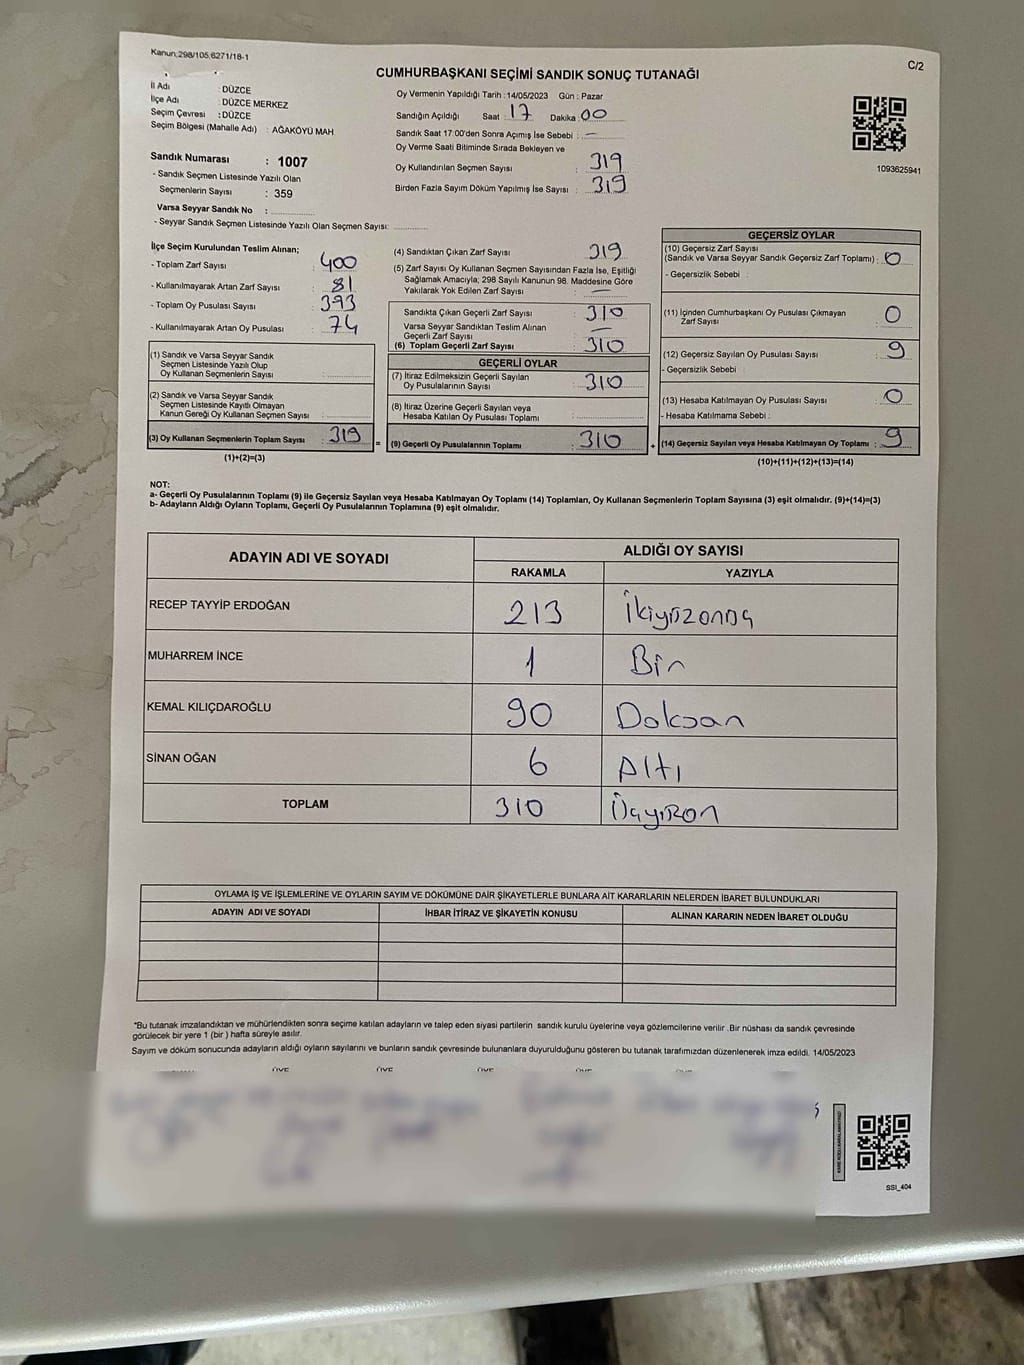 Kanun:298/105,6271/18-1
C/2
CUMHURBAŞKANI SEÇİMİ SANDIK SONUÇ TUTANAĞI
İl Adı : DÜZCE
İlçe Adı : DÜZCE MERKEZ
Seçim Çevresi : DÜZCE
Seçim Bölgesi (Mahalle Adı) : AĞAKÖYÜ MAH
Sandık Numarası : 1007
- Sandık Seçmen Listesinde Yazılı Olan
Seçmenlerin Sayısı : 359
Varsa Seyyar Sandık No :
- Seyyar Sandık Seçmen Listesinde Yazılı Olan Seçmen Sayısı:
Oy Vermenin Yapıldığı Tarih : 14/05/2023 Gün : Pazar
Sandığın Açıldığı Saat : 17 Dakika : 00
Sandık Saat 17:00'den Sonra Açımış İse Sebebi : —
Oy Verme Saati Bitiminde Sırada Bekleyen ve
Oy Kullandırılan Seçmen Sayısı : 319
Birden Fazla Sayım Döküm Yapılmış İse Sayısı : 319
1093625941
İlçe Seçim Kurulundan Teslim Alınan;
- Toplam Zarf Sayısı : 400
- Kullanılmayarak Artan Zarf Sayısı : 81
- Toplam Oy Pusulası Sayısı : 393
- Kullanılmayarak Artan Oy Pusulası : 74
(1) Sandık ve Varsa Seyyar Sandık
Seçmen Listesinde Yazılı Olup
Oy Kullanan Seçmenlerin Sayısı :
(2) Sandık ve Varsa Seyyar Sandık
Seçmen Listesinde Kayıtlı Olmayan
Kanun Gereği Oy Kullanan Seçmen Sayısı :
(3) Oy Kullanan Seçmenlerin Toplam Sayısı : 319 =
(1)+(2)=(3)
(4) Sandıktan Çıkan Zarf Sayısı : 319
(5) Zarf Sayısı Oy Kullanan Seçmen Sayısından Fazla İse, Eşitliği
Sağlamak Amacıyla; 298 Sayılı Kanunun 98. Maddesine Göre
Yakılarak Yok Edilen Zarf Sayısı : —
Sandıkta Çıkan Geçerli Zarf Sayısı : 310
Varsa Seyyar Sandıktan Teslim Alınan
Geçerli Zarf Sayısı : —
(6) Toplam Geçerli Zarf Sayısı : 310
GEÇERLİ OYLAR
(7) İtiraz Edilmeksizin Geçerli Sayılan
Oy Pusulalarının Sayısı : 310
(8) İtiraz Üzerine Geçerli Sayılan veya
Hesaba Katılan Oy Pusulası Toplamı :
(9) Geçerli Oy Pusulalarının Toplamı : 310 +
GEÇERSİZ OYLAR
(10) Geçersiz Zarf Sayısı
(Sandık ve Varsa Seyyar Sandık Geçersiz Zarf Toplamı) : 0
- Geçersizlik Sebebi :
(11) İçinden Cumhurbaşkanı Oy Pusulası Çıkmayan
Zarf Sayısı : 0
(12) Geçersiz Sayılan Oy Pusulası Sayısı : 9
- Geçersizlik Sebebi :
(13) Hesaba Katılmayan Oy Pusulası Sayısı : 0
- Hesaba Katılmama Sebebi :
(14) Geçersiz Sayılan veya Hesaba Katılmayan Oy Toplamı : 9
(10)+(11)+(12)+(13)=(14)
NOT:
a- Geçerli Oy Pusulalarının Toplamı (9) ile Geçersiz Sayılan veya Hesaba Katılmayan Oy Toplamı (14) Toplamları, Oy Kullanan Seçmenlerin Toplam Sayısına (3) eşit olmalıdır. (9)+(14)=(3)
b- Adayların Aldığı Oyların Toplamı, Geçerli Oy Pusulalarının Toplamına (9) eşit olmalıdır.
ADAYIN ADI VE SOYADI
ALDIĞI OY SAYISI
RAKAMLA YAZIYLA
RECEP TAYYİP ERDOĞAN 213 İkiyüzonüç
MUHARREM İNCE 1 Bir
KEMAL KILIÇDAROĞLU 90 Doksan
SİNAN OĞAN 6 Altı
TOPLAM 310 Üçyüzon
OYLAMA İŞ VE İŞLEMLERİNE VE OYLARIN SAYIM VE DÖKÜMÜNE DAİR ŞİKAYETLERLE BUNLARA AİT KARARLARIN NELERDEN İBARET BULUNDUKLARI
ADAYIN ADI VE SOYADI İHBAR İTİRAZ VE ŞİKAYETİN KONUSU ALINAN KARARIN NEDEN İBARET OLDUĞU
*Bu tutanak imzalandıktan ve mühürlendikten sonra seçime katılan adayların ve talep eden siyasi partilerin sandık kurulu üyelerine veya gözlemcilerine verilir .Bir nüshası da sandık çevresinde
görülecek bir yere 1 (bir ) hafta süreyle asılır.
Sayım ve döküm sonucunda adayların aldığı oyların sayılarını ve bunların sandık çevresinde bulunanlara duyurulduğunu gösteren bu tutanak tarafımızdan düzenlenerek imza edildi. 14/05/2023
SSI_404